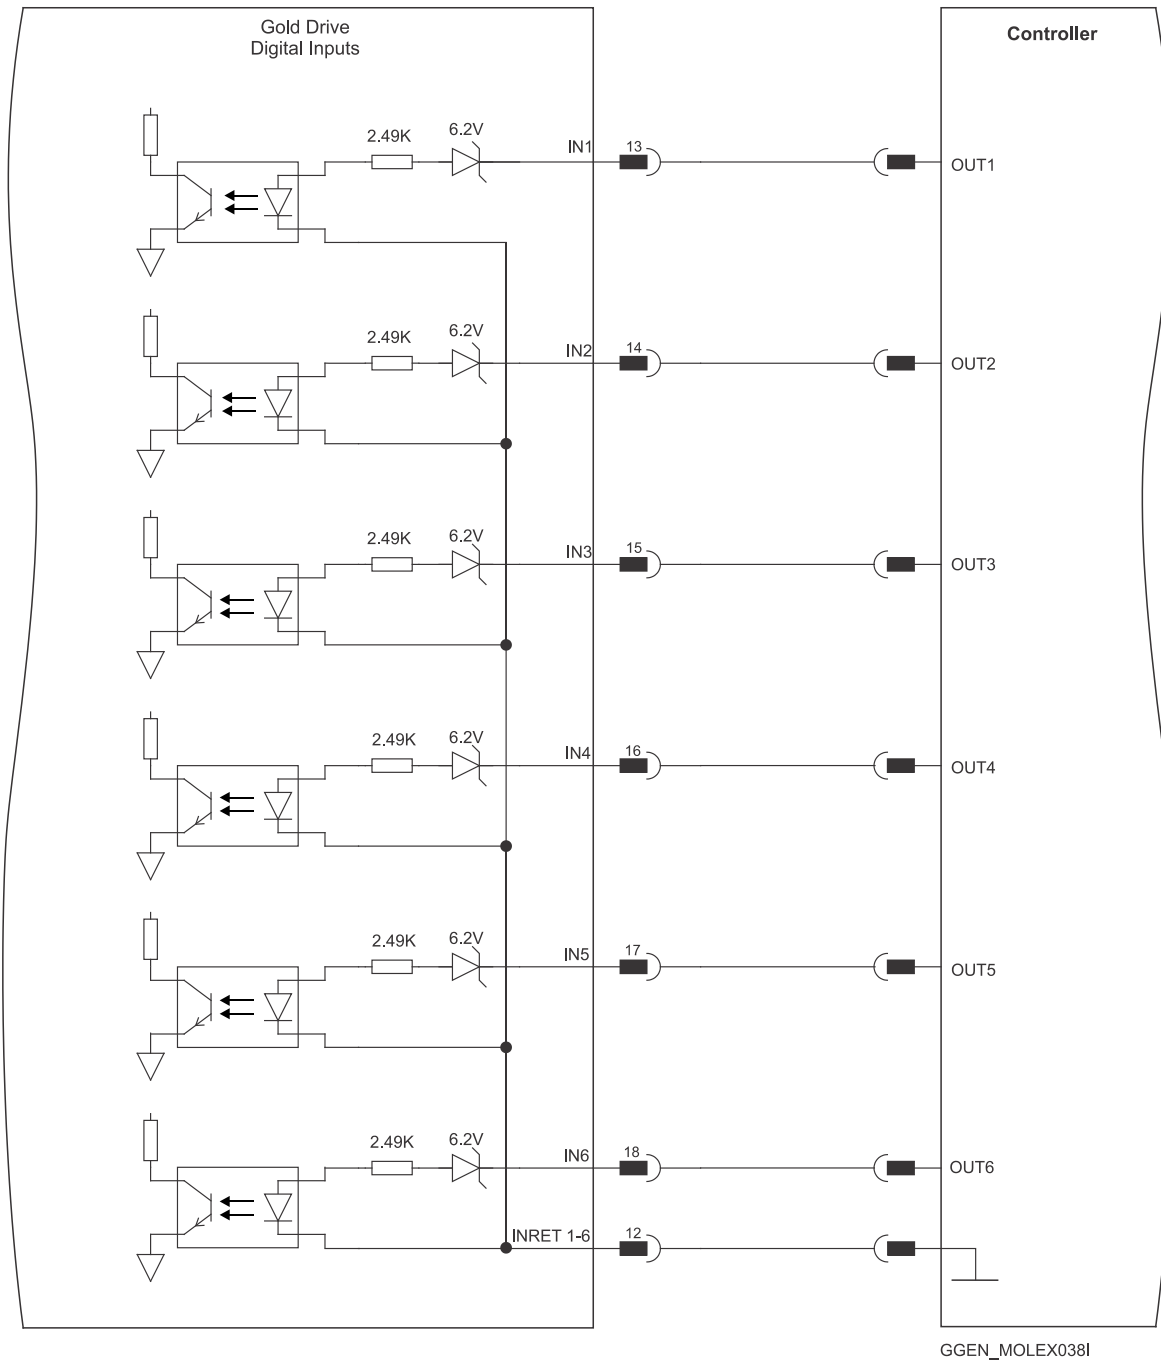 Gold Drive
Digital Inputs
Controller
2.49K
6.2V
IN1
13
OUT1
2.49K
6.2V
IN2
14
OUT2
2.49K
6.2V
IN3
15
OUT3
2.49K
6.2V
IN4
16
OUT4
2.49K
6.2V
IN5
17
OUT5
2.49K
6.2V
IN6
18
OUT6
INRET 1-6
12
GGEN_MOLEX038I